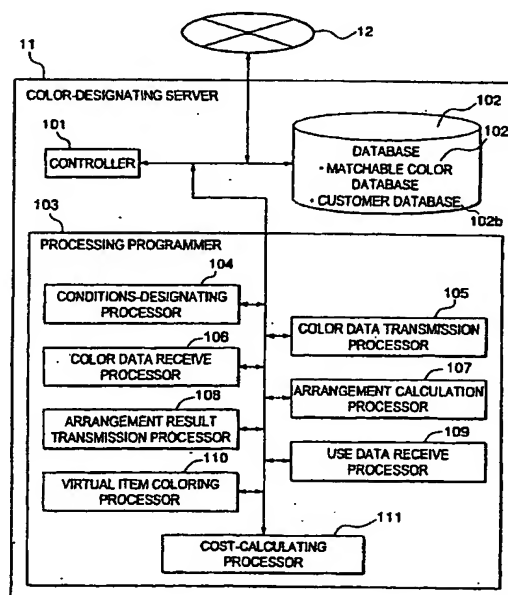 12
11
COLOR-DESIGNATING SERVER
101
CONTROLLER
102
DATABASE
• MATCHABLE COLOR
DATABASE
102
• CUSTOMER DATABASE
102b
103
PROCESSING PROGRAMMER
104
CONDITIONS-DESIGNATING
PROCESSOR
105
COLOR DATA TRANSMISSION
PROCESSOR
106
COLOR DATA RECEIVE
PROCESSOR
107
ARRANGEMENT CALCULATION
PROCESSOR
108
ARRANGEMENT RESULT
TRANSMISSION PROCESSOR
109
USE DATA RECEIVE
PROCESSOR
110
VIRTUAL ITEM COLORING
PROCESSOR
111
COST-CALCULATING
PROCESSOR